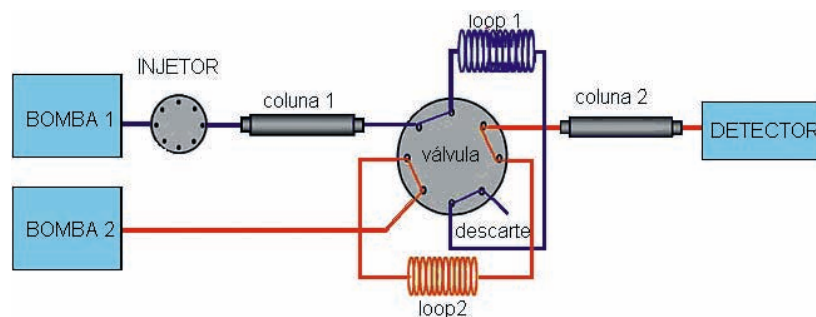 loop 1
INJETOR
coluna 1
coluna 2
BOMBA 1
válvula
DETECTOR
BOMBA 2
descarte
loop2